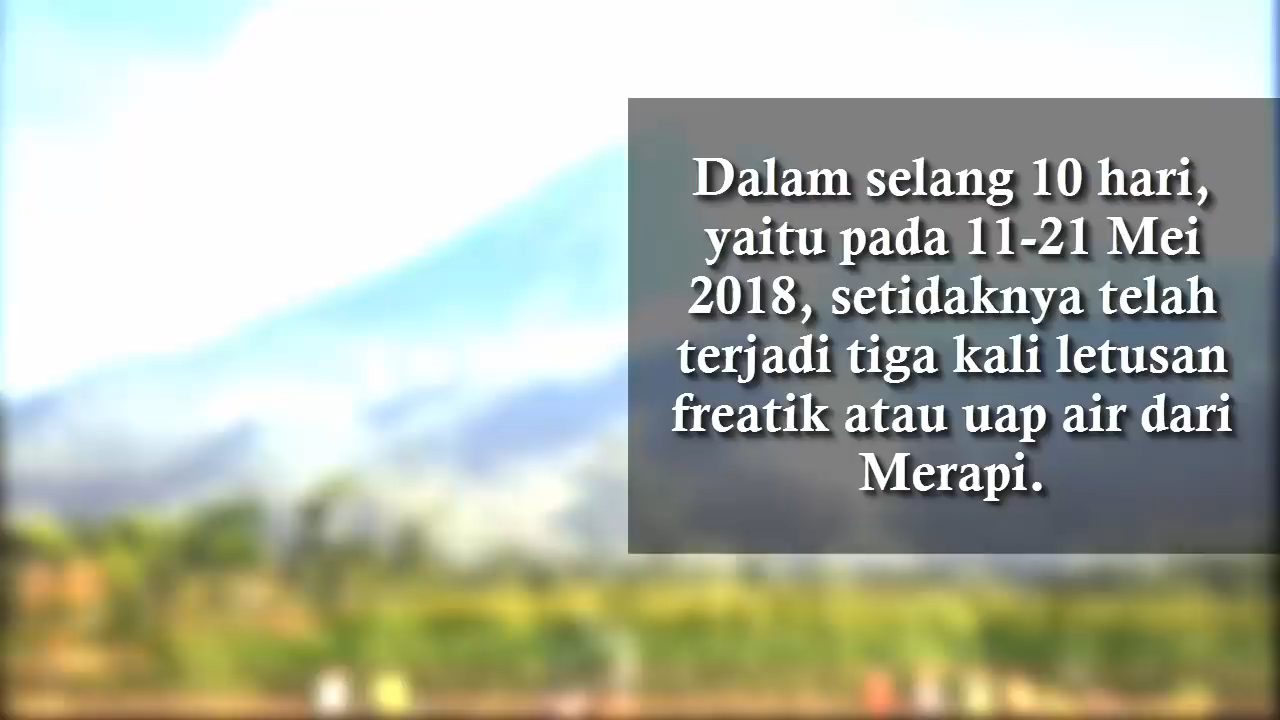 Dalam selang 10 hari,
yaitu pada 11-21 Mei
2018, setidaknya telah
terjadi tiga kali letusan
freatik atau uap air dari
Merapi.